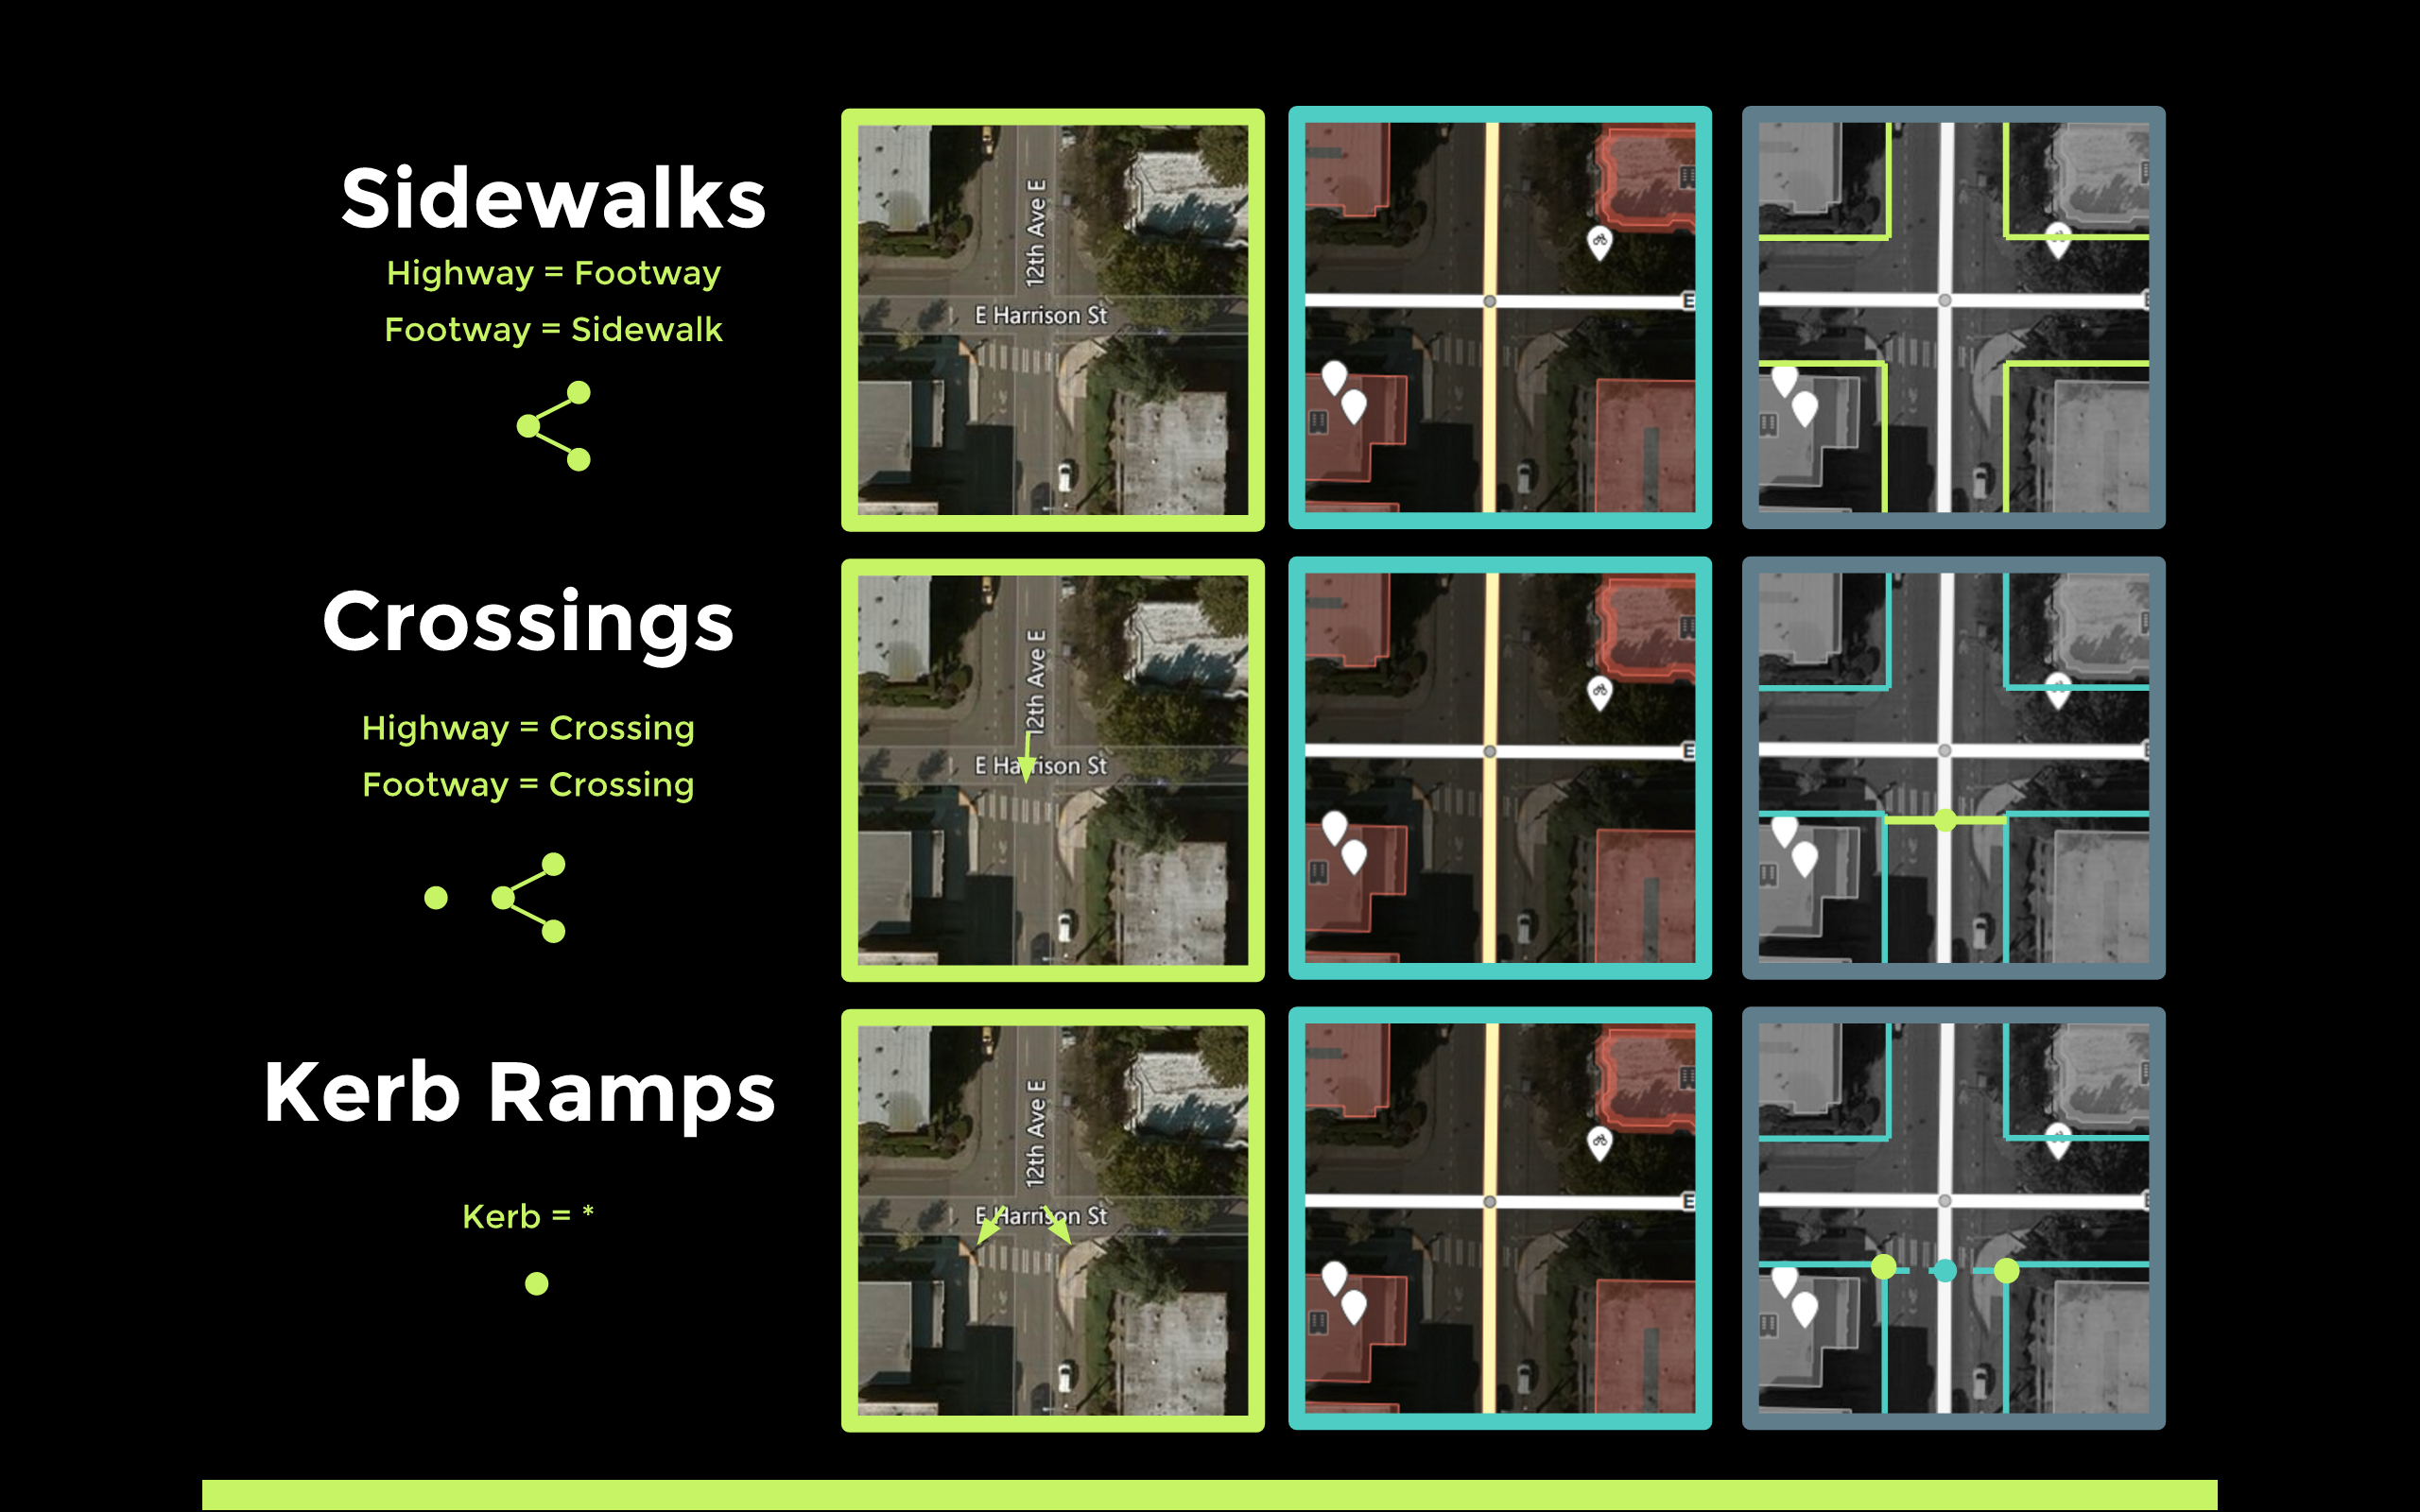 Sidewalks
Highway = Footway
Footway = Sidewalk
12th Ave E
E Harrison St
E
E
Crossings
Highway = Crossing
Footway = Crossing
12th Ave E
E Harrison St
E
E
Kerb Ramps
Kerb = *
12th Ave E
E Harrison St
E
E